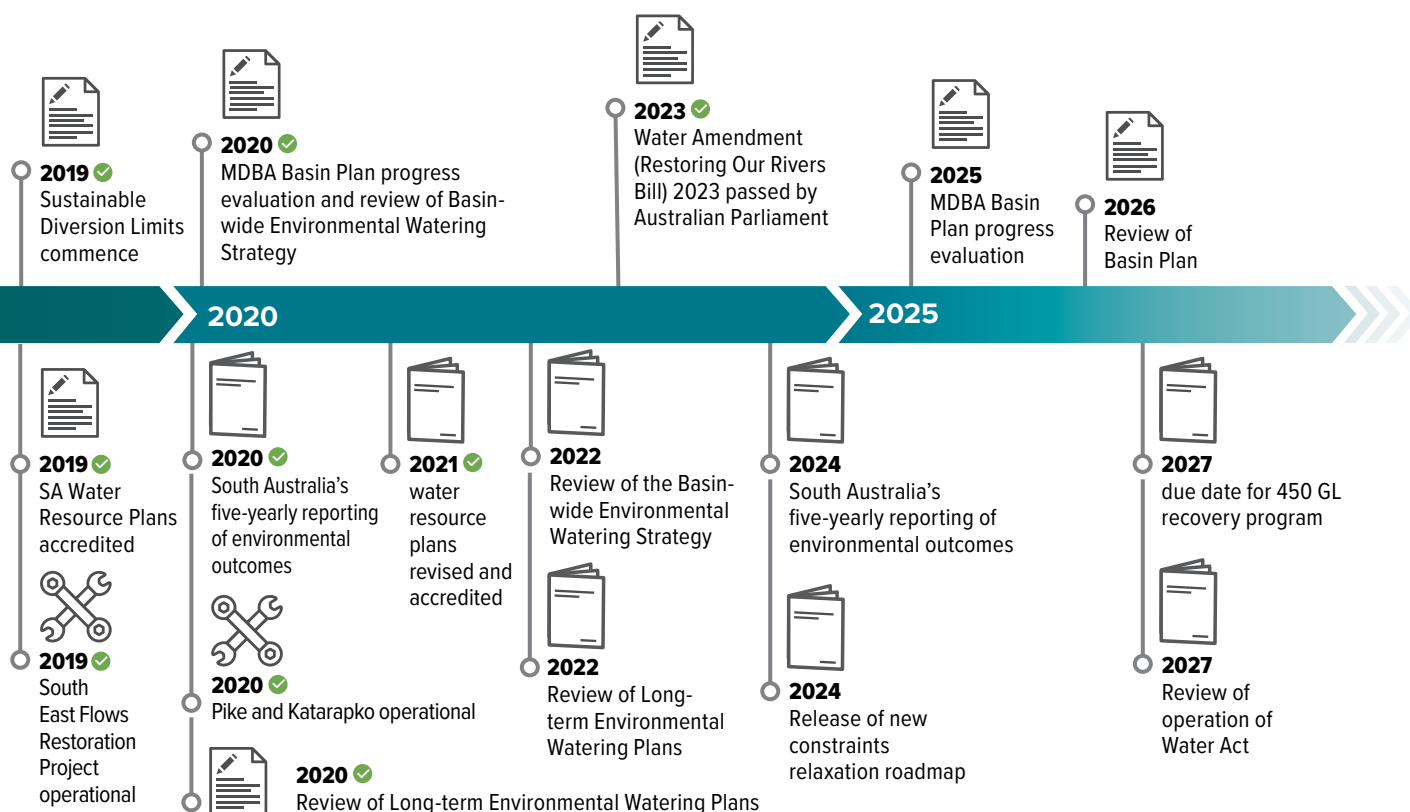 2019
Sustainable
Diversion Limits
commence
2020
MDBA Basin Plan progress
evaluation and review of Basin-
wide Environmental Watering
Strategy
2023
Water Amendment
(Restoring Our Rivers
Bill) 2023 passed by
Australian Parliament
2025
MDBA Basin
Plan progress
evaluation
2026
Review of
Basin Plan
2020
2025
2019
SA Water
Resource Plans
accredited
2019
South
East Flows
Restoration
Project
operational
2020
South Australia’s
five-yearly reporting
of environmental
outcomes
2020
Pike and Katarapko operational
2020
Review of Long-term Environmental Watering Plans
2021
water
resource
plans
revised and
accredited
2022
Review of the Basin-
wide Environmental
Watering Strategy
2022
Review of Long-
term Environmental
Watering Plans
2024
South Australia’s
five-yearly reporting of
environmental outcomes
2024
Release of new
constraints
relaxation roadmap
2027
due date for 450 GL
recovery program
2027
Review of
operation of
Water Act